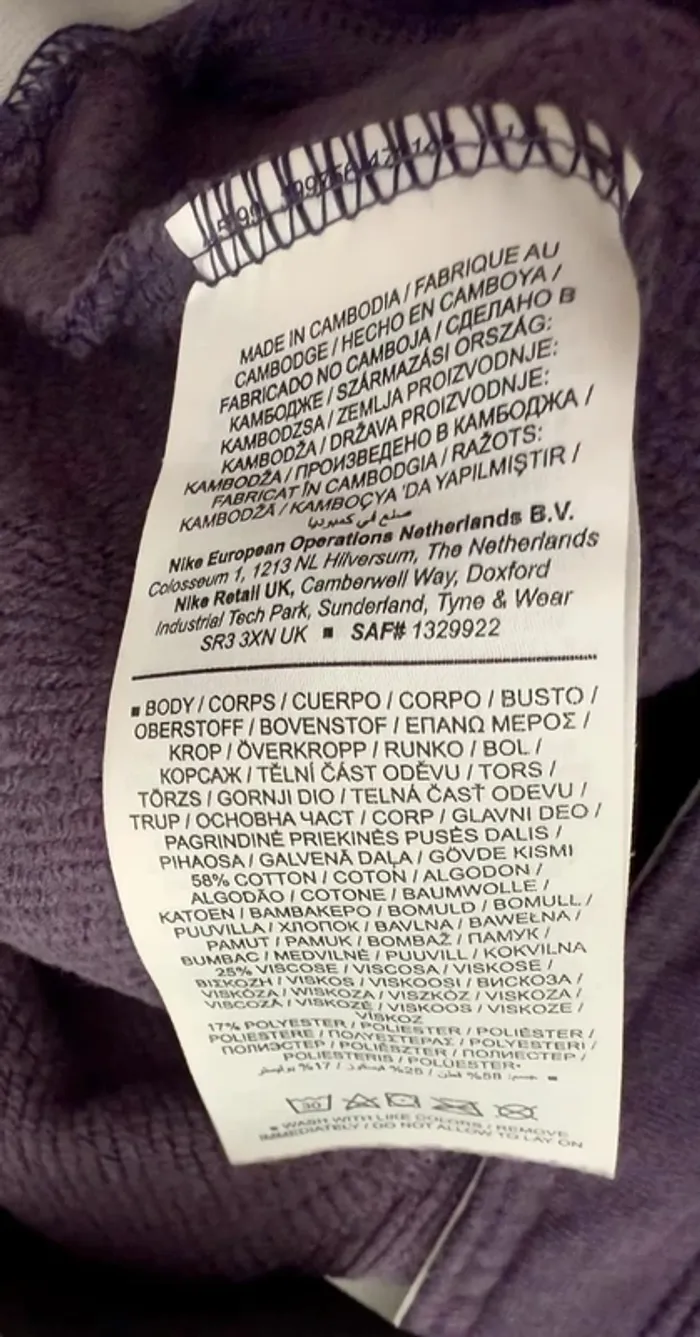 MADE IN CAMBODIA / FABRIQUE AU
CAMBODGE / HECHO EN CAMBOYA /
FABRICADO NO CAMBOJA / СДЕЛАНО В
КАМБОДЖЕ / SZÁRMAZÁSI ORSZÁG:
KAMBODZSA / ZEMLJA PROIZVODNJE:
KAMBODŽA / DRŽAVA PROIZVODNJE:
KAMBODŽA / ПРОИЗВЕДЕНО В КАМБОДЖА /
FABRICAT ÎN CAMBODGIA / RAŽOTS:
KAMBODŽĀ / KAMBOÇYA 'DA YAPILMIŞTIR /
صنع في كمبوديا
Nike European Operations Netherlands B.V.
Colosseum 1, 1213 NL Hilversum, The Netherlands
Nike Retail UK, Camberwell Way, Doxford
Industrial Tech Park, Sunderland, Tyne & Wear
SR3 3XN UK ■ SAF# 1329922
■ BODY / CORPS / CUERPO / CORPO / BUSTO /
OBERSTOFF / BOVENSTOF / ΕΠΑΝΩ ΜΕΡΟΣ /
KROP / ÖVERKROPP / RUNKO / BOL /
КОРСАЖ / TĚLNÍ ČÁST ODĚVU / TORS /
TÖRZS / GORNJI DIO / TELNÁ ČASŤ ODEVU /
TRUP / ОСНОВНА ЧАСТ / CORP / GLAVNI DEO /
PAGRINDINĖ PRIEKINĖS PUSĖS DALIS /
PIHAOSA / GALVENĀ DAĻA / GÖVDE KISMI
58% COTTON / COTON / ALGODON /
ALGODÃO / COTONE / BAUMWOLLE /
KATOEN / ΒΑΜΒΑΚΕΡΟ / BOMULD / BOMULL /
PUUVILLA / ХЛОПОК / BAVLNA / BAWEŁNA /
PAMUT / PAMUK / BOMBAŽ / ПАМУК /
BUMBAC / MEDVILNĖ / PUUVILL / KOKVILNA
25% VISCOSE / VISCOSA / VISKOSE /
ΒΙΣΚΟΖΗ / VISKOS / VISKOOSI / ВИСКОЗА /
VISKÓZA / WISKOZA / VISZKÓZ / VISKOZA /
VISCOZA / VISKOZĖ / VISKOOS / VISKOZE /
VISKOZ
17% POLYESTER / POLIESTER / POLIÉSTER /
POLIESTERE / ΠΟΛΥΕΣΤΕΡΑΣ / POLYESTERI /
ПОЛИЭСТЕР / POLIÉSZTER / ПОЛИЕСТЕР /
POLIESTERIS / POLÜESTER
30
■ WASH WITH LIKE COLORS / REMOVE
IMMEDIATELY / DO NOT ALLOW TO LAY ON